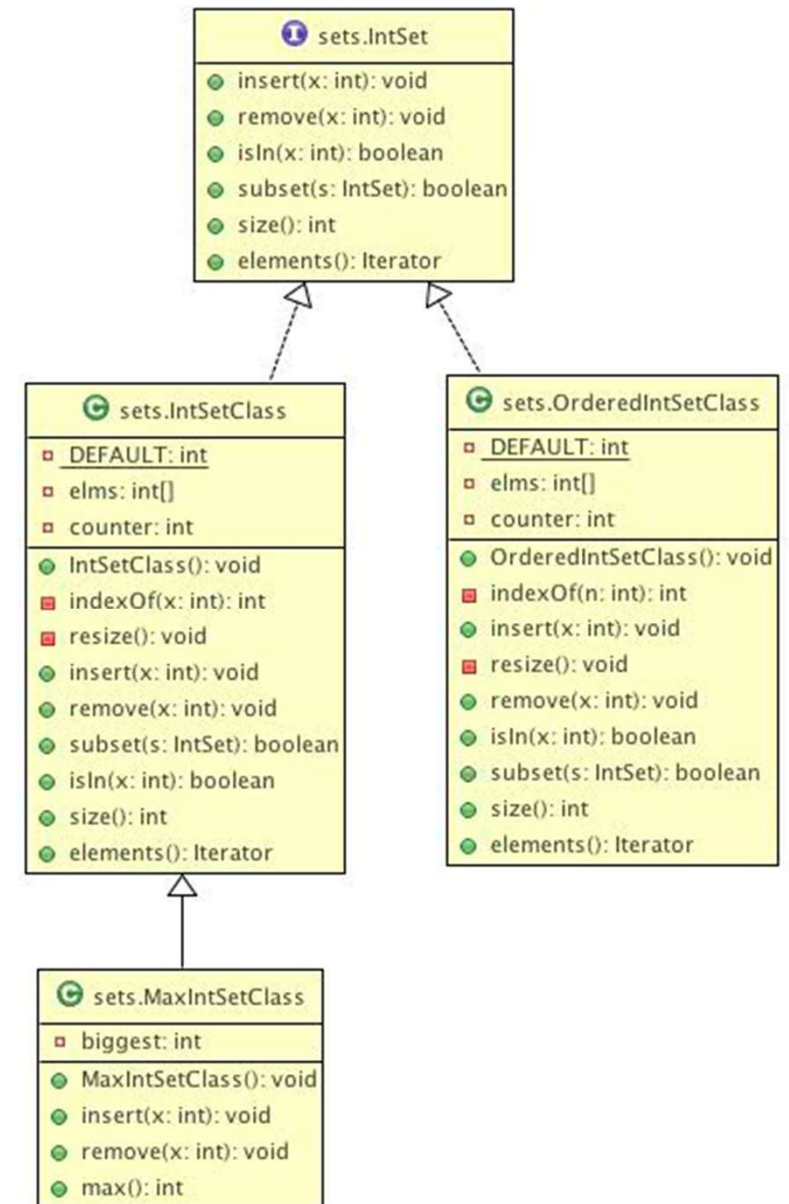 I sets.IntSet
insert(x: int): void
remove(x: int): void
isIn(x: int): boolean
subset(s: IntSet): boolean
size(): int
elements(): Iterator
C sets.IntSetClass
DEFAULT: int
elms: int[]
counter: int
IntSetClass(): void
indexOf(x: int): int
resize(): void
insert(x: int): void
remove(x: int): void
subset(s: IntSet): boolean
isIn(x: int): boolean
size(): int
elements(): Iterator
C sets.OrderedIntSetClass
DEFAULT: int
elms: int[]
counter: int
OrderedIntSetClass(): void
indexOf(n: int): int
insert(x: int): void
resize(): void
remove(x: int): void
isIn(x: int): boolean
subset(s: IntSet): boolean
size(): int
elements(): Iterator
C sets.MaxIntSetClass
biggest: int
MaxIntSetClass(): void
insert(x: int): void
remove(x: int): void
max(): int